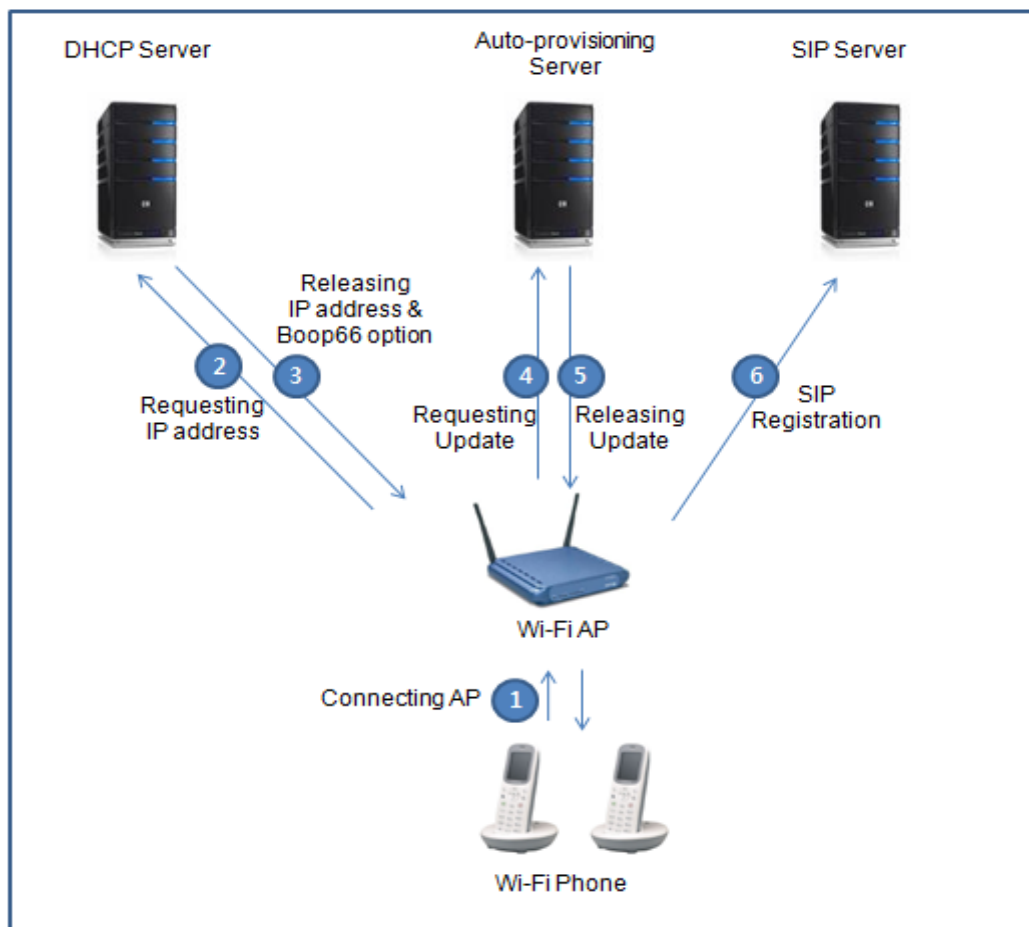 DHCP Server
Auto-provisioning
Server
SIP Server
Releasing
IP address &
Boop66 option
2
3
4
5
6
Requesting
IP address
Requesting
Update
Releasing
Update
SIP
Registration
Wi-Fi AP
Connecting AP
1
Wi-Fi Phone